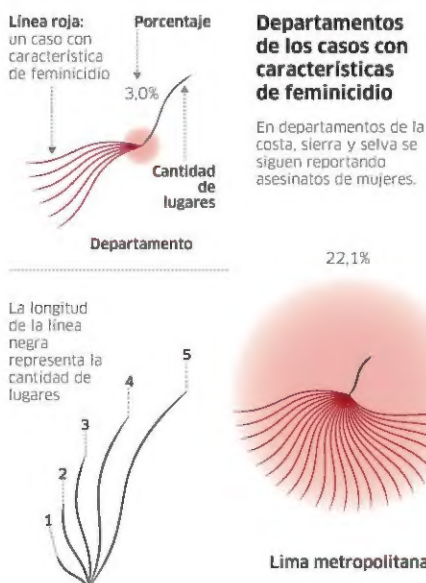 Línea roja:
un caso con
característica
de feminicidio
Porcentaje
3,0%
Cantidad
de
lugares
Departamento
La longitud
de la línea
negra
representa la
cantidad de
lugares
1
2
3
4
5
Departamentos
de los casos con
características
de feminicidio
En departamentos de la
costa, sierra y selva se
siguen reportando
asesinatos de mujeres.
22,1%
Lima metropolitana